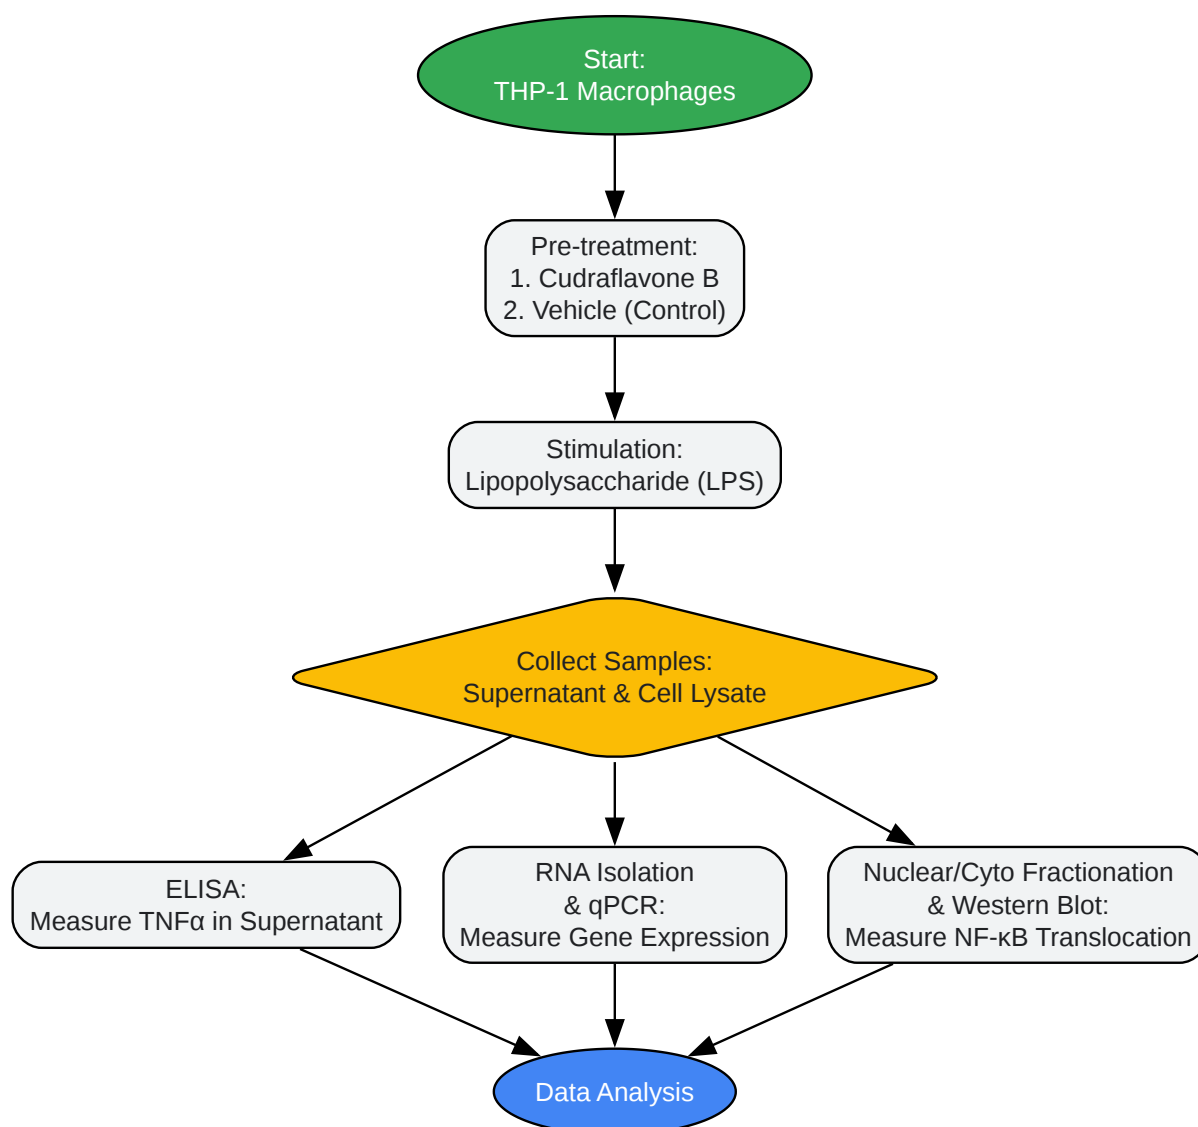 Start:
THP-1 Macrophages
Pre-treatment:
1. Cudraflavone B
2. Vehicle (Control)
Stimulation:
Lipopolysaccharide (LPS)
Collect Samples:
Supernatant & Cell Lysate
ELISA:
Measure TNFα in Supernatant
RNA Isolation
& qPCR:
Measure Gene Expression
Nuclear/Cyto Fractionation
& Western Blot:
Measure NF-κB Translocation
Data Analysis